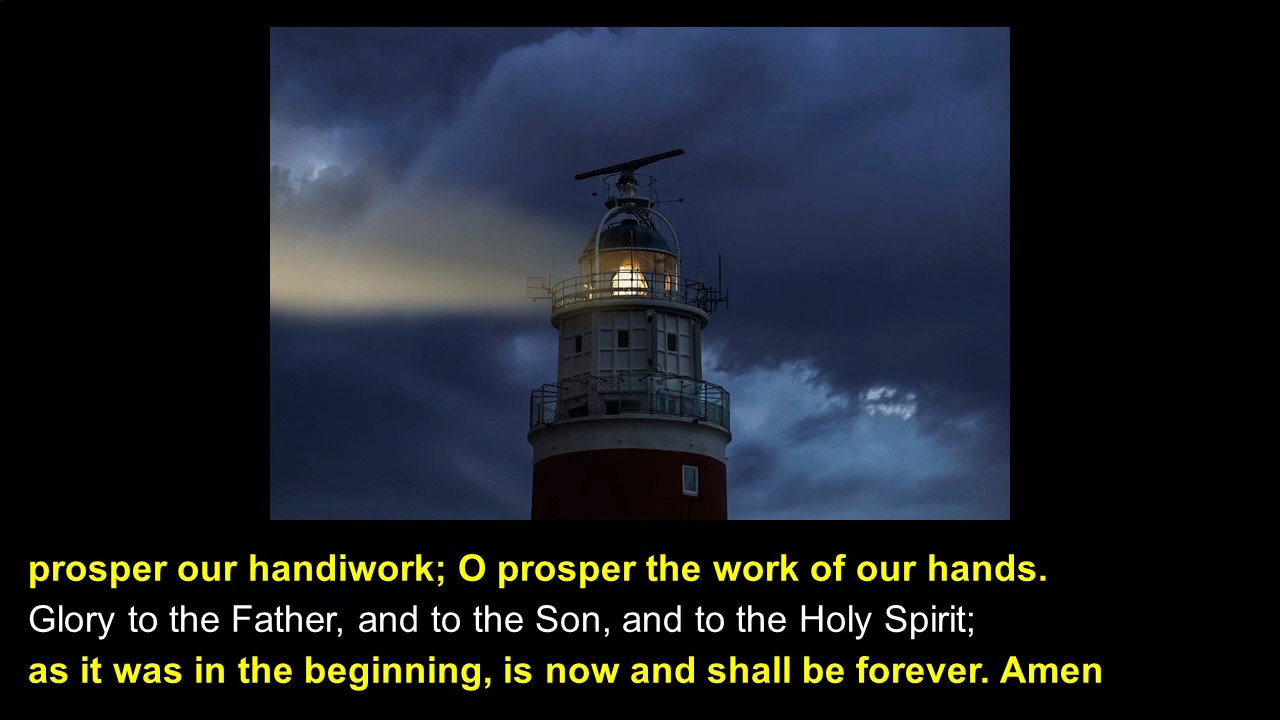 prosper our handiwork; O prosper the work of our hands.
Glory to the Father, and to the Son, and to the Holy Spirit;
as it was in the beginning, is now and shall be forever. Amen